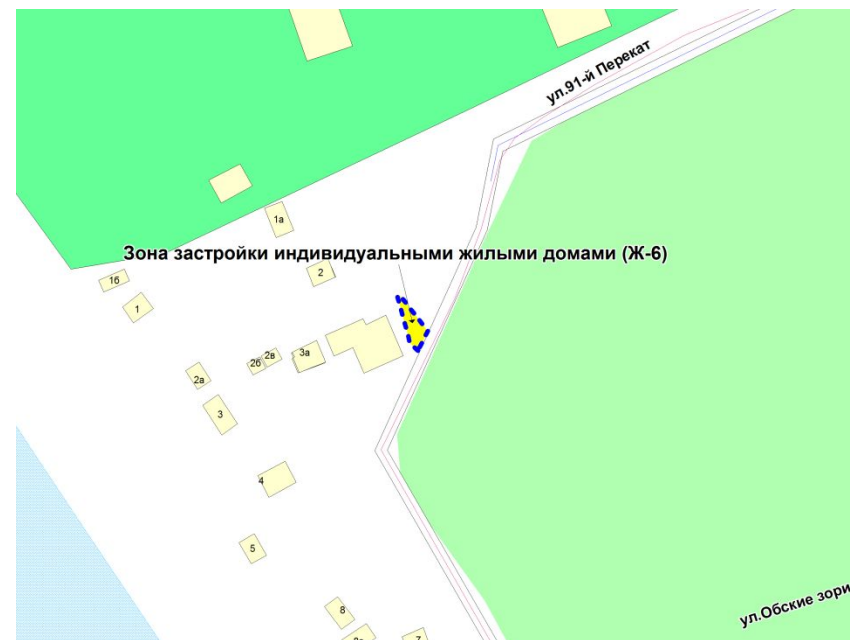 ул.91-й Перекат
1а
Зона застройки индивидуальными жилыми домами (Ж-6)
1б
2
1
2б
2в
3а
2а
3
4
5
8
7
ул.Обские зори